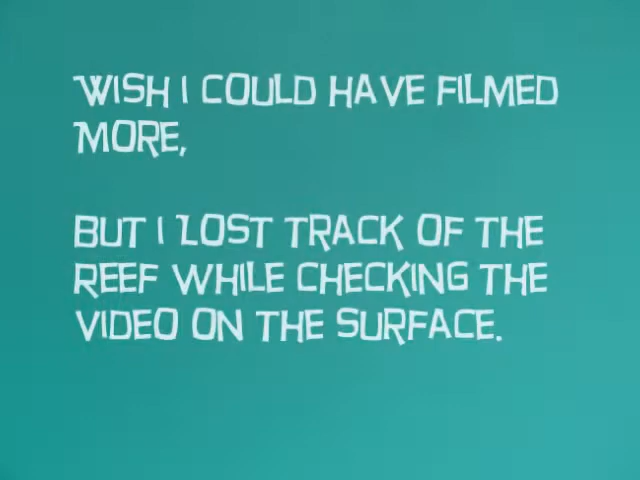 WISH I COULD HAVE FILMED
MORE,
BUT I LOST TRACK OF THE
REEF WHILE CHECKING THE
VIDEO ON THE SURFACE.